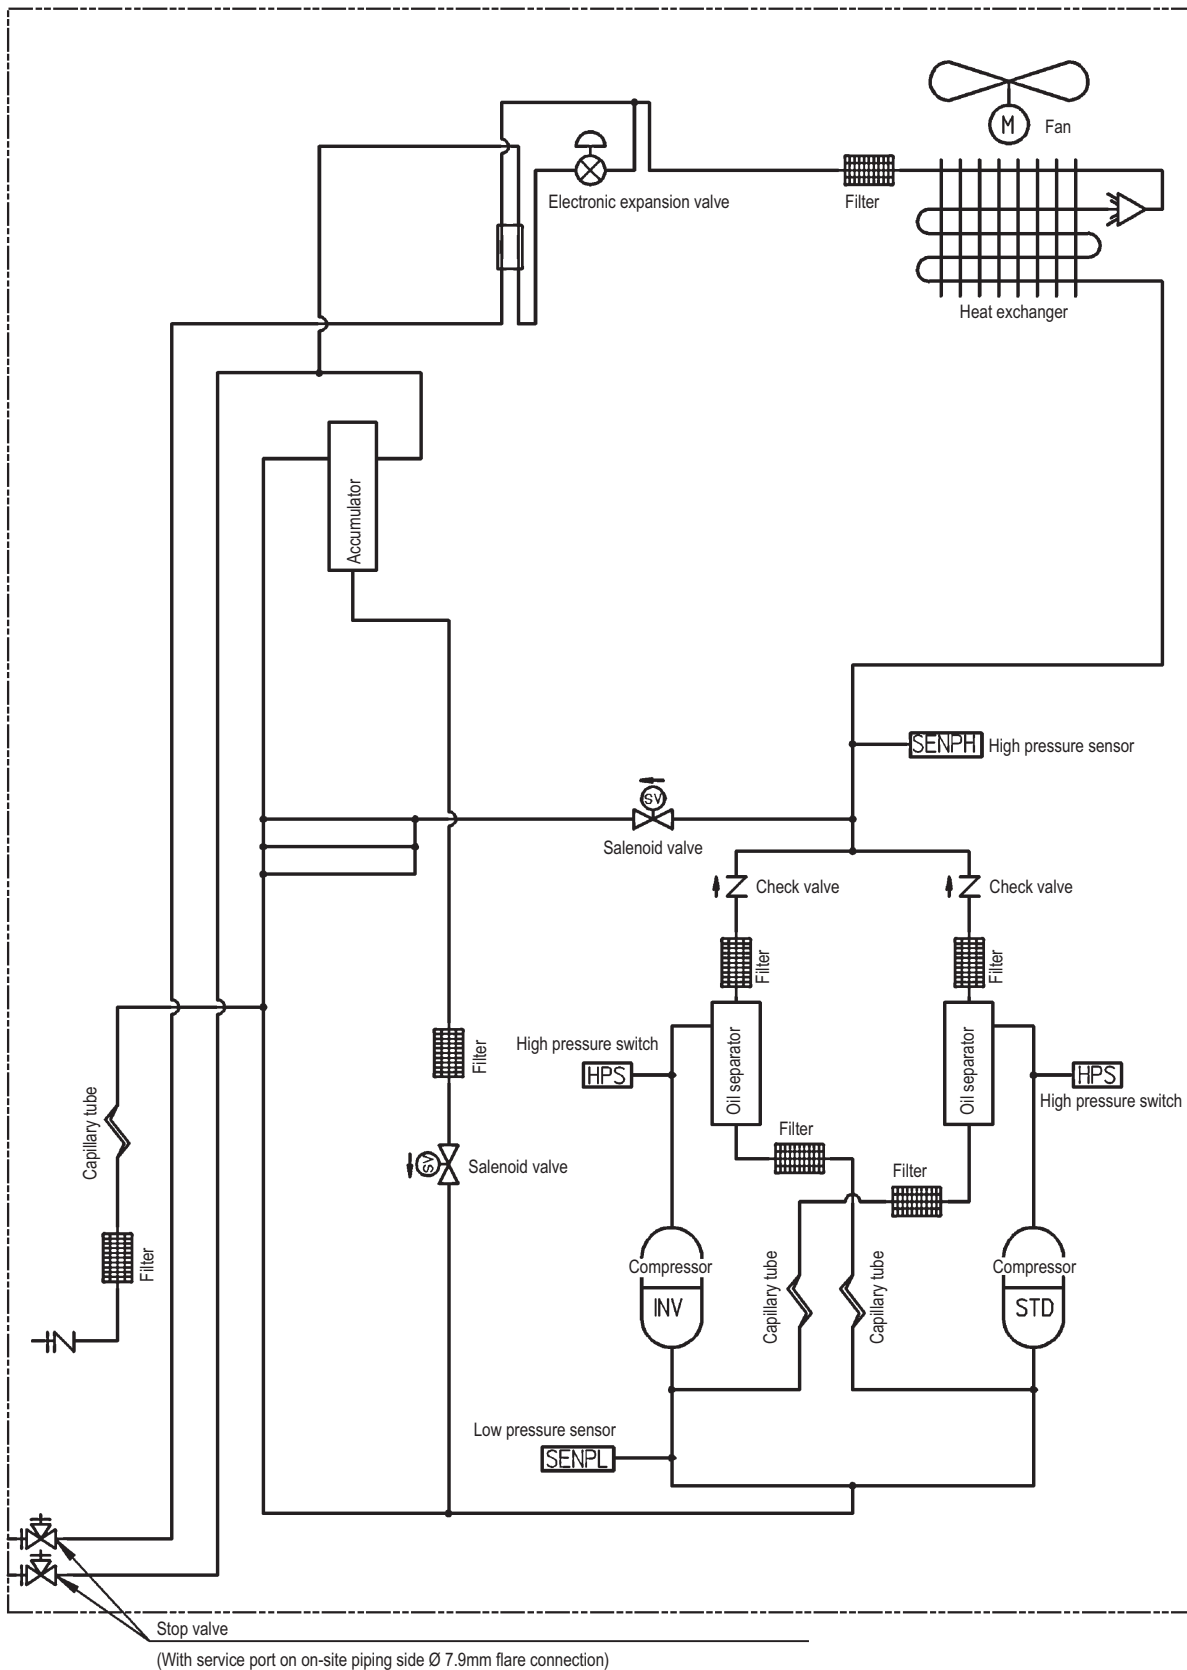 M
Fan
Electronic expansion valve
Filter
Heat exchanger
Accumulator
SENPH
High pressure sensor
SV
Salenoid valve
Check valve
Check valve
Filter
Filter
High pressure switch
HPS
Filter
Oil separator
Oil separator
HPS
High pressure switch
Capillary tube
Filter
SV
Salenoid valve
Filter
Filter
Compressor
INV
Capillary tube
Capillary tube
Compressor
STD
Low pressure sensor
SENPL
Stop valve
(With service port on on-site piping side Ø 7.9mm flare connection)